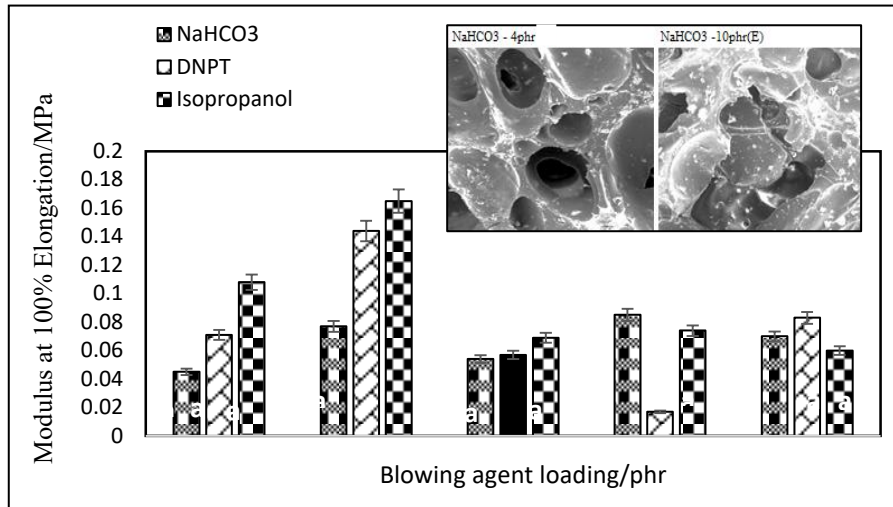 NaHCO3
DNPT
Isopropanol
NaHCO3 - 4phr
NaHCO3 -10phr(E)
Modulus at 100% Elongation/MPa
0.2
0.18
0.16
0.14
0.12
0.1
0.08
0.06
0.04
0.02
0
a
a
a
a
a
a
Blowing agent loading/phr